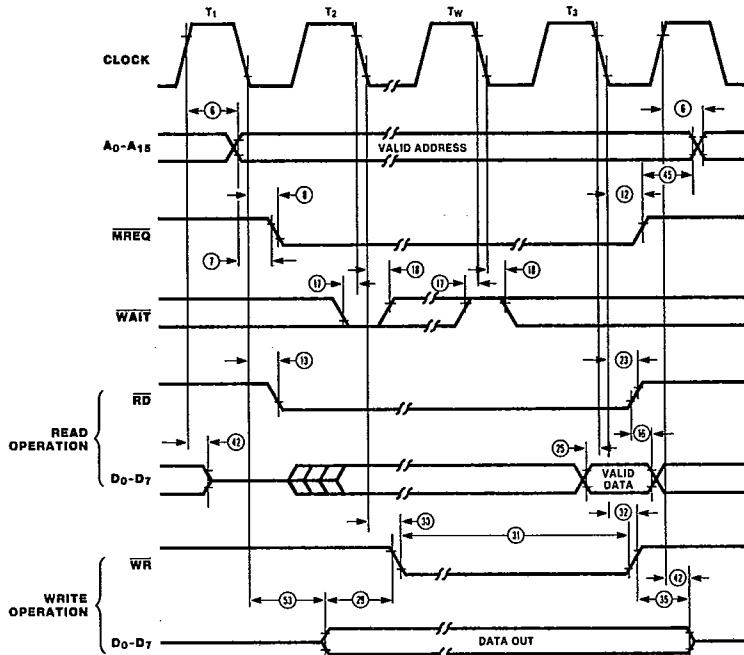 T1 T2 TW T3
CLOCK
6 6
A0-A15 VALID ADDRESS
45
8 12
MREQ
7
17 18 17 18
WAIT
13 23
RD
READ OPERATION
16
42 25
D0-D7 VALID DATA
33 31 32
WR
42
WRITE OPERATION
53 29 35
D0-D7 DATA OUT